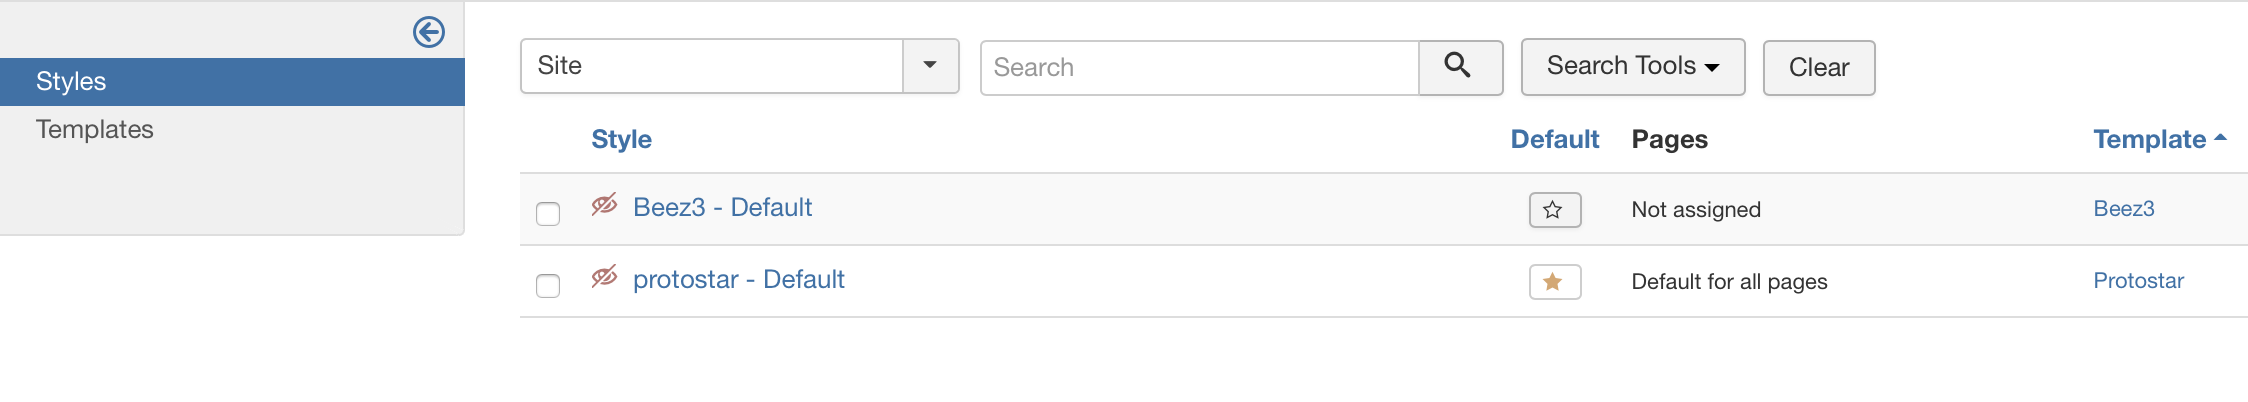 Styles
Templates
Site
Search
Search Tools
Clear
Style Default Pages Template
Beez3 - Default Not assigned Beez3
protostar - Default Default for all pages Protostar